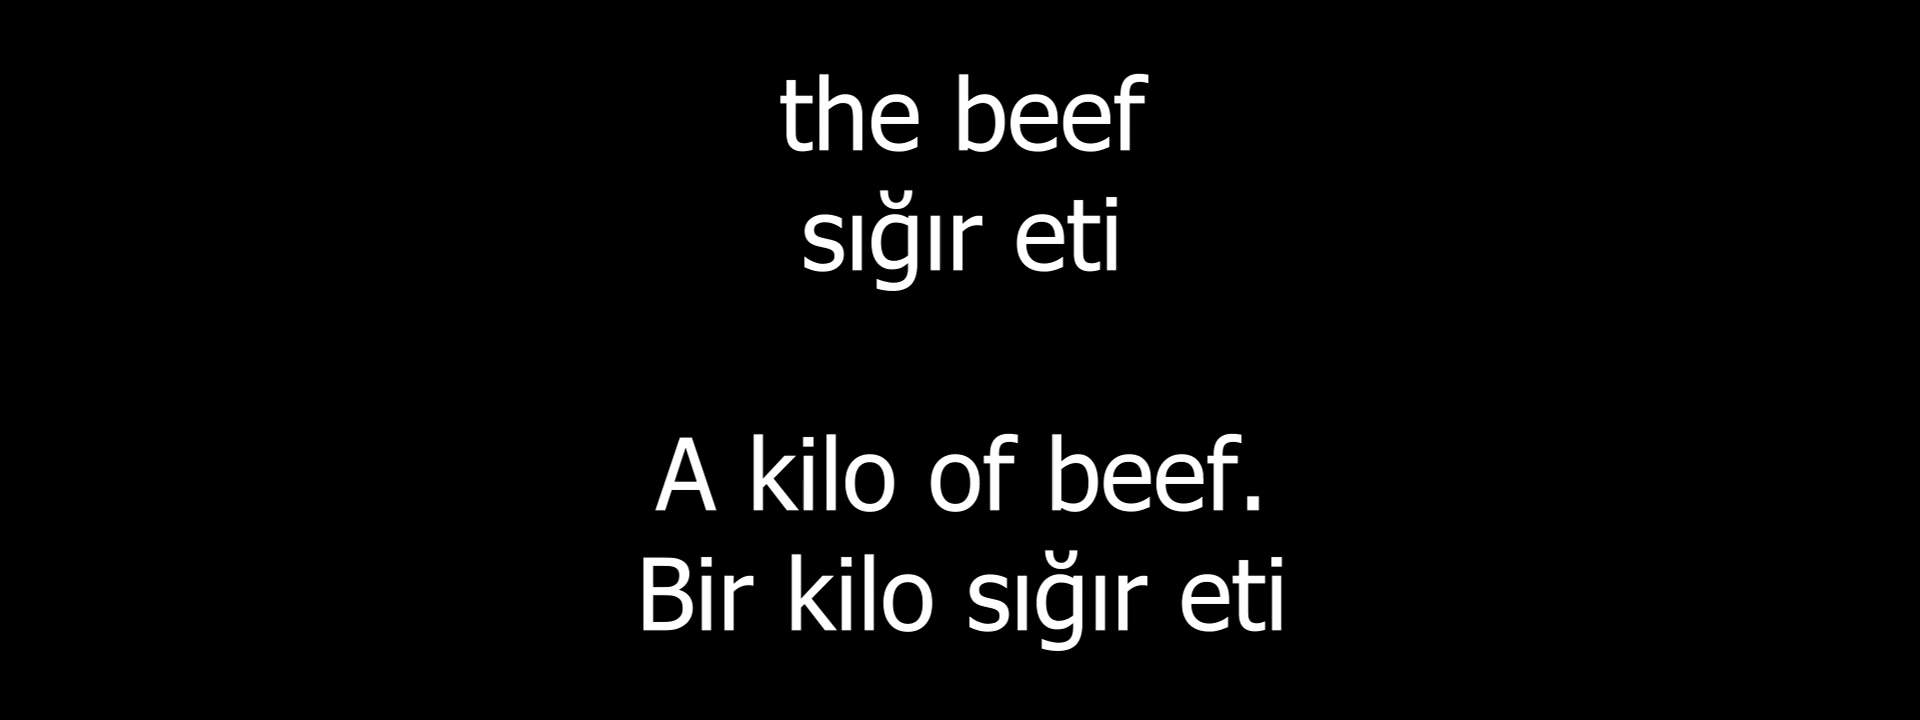 the beef
sığır eti
A kilo of beef.
Bir kilo sığır eti